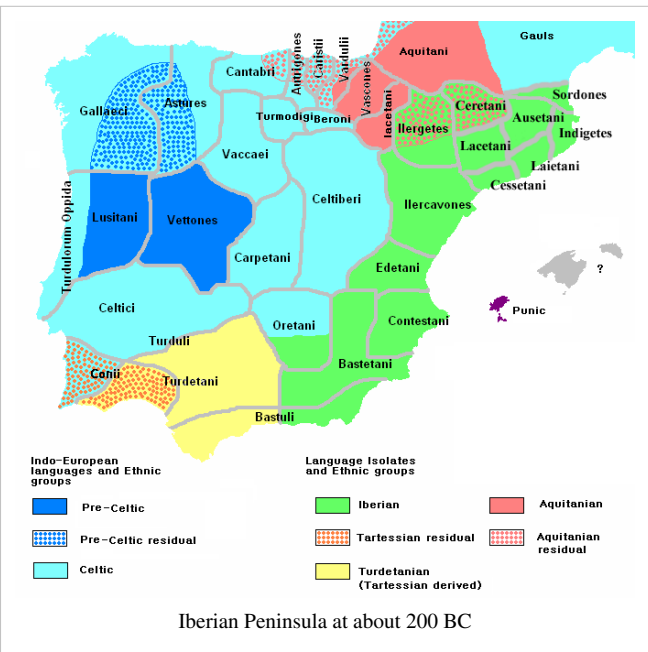 Gauls
Aquitani
Cantabri
Autrigones
Caristii
Vardulii
Vascones
Iacetani
Sordones
Ceretani
Ausetani
Indigetes
Gallaeci
Astures
Turmodigi
Beroni
Ilergetes
Lacetani
Vaccaei
Laietani
Cessetani
Turdulorum Oppida
Lusitani
Vettones
Celtiberi
Ilercavones
Carpetani
Edetani
?
Celtici
Oretani
Contestani
Punic
Turduli
Bastetani
Conii
Turdetani
Bastuli
Indo-European
languages and Ethnic
groups
Pre-Celtic
Pre-Celtic residual
Celtic
Language Isolates
and Ethnic groups
Iberian
Aquitanian
Tartessian residual
Aquitanian
residual
Turdetanian
(Tartessian derived)
Iberian Peninsula at about 200 BC